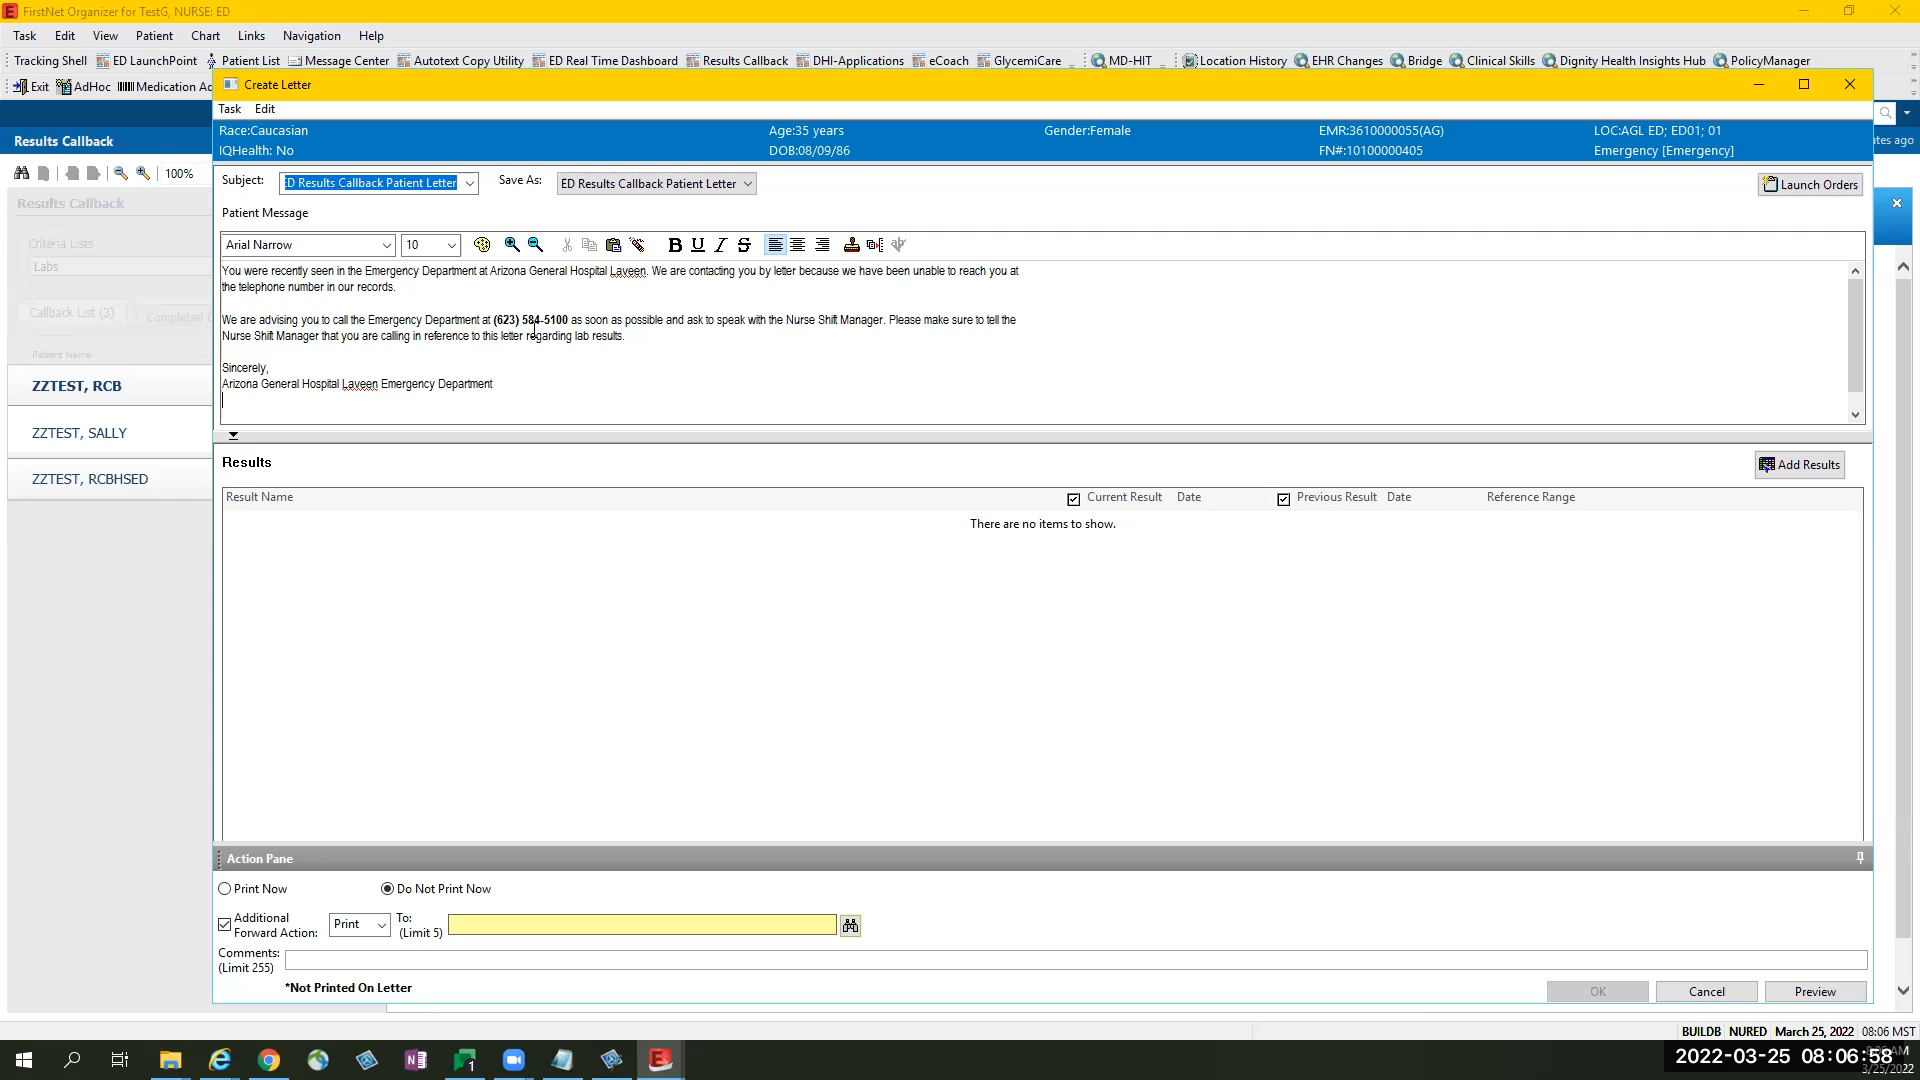 FirstNet Organizer for TestG, NURSE: ED
Task Edit View Patient Chart Links Navigation Help
Tracking Shell ED LaunchPoint Patient List Message Center Autotext Copy Utility ED Real Time Dashboard Results Callback DHI-Applications eCoach GlycemiCare MD-HIT Location History EHR Changes Bridge Clinical Skills Dignity Health Insights Hub PolicyManager
Exit AdHoc Medication
Create Letter
Task Edit
Race:Caucasian Age:35 years Gender:Female EMR:3610000055(AG) LOC:AGL ED; ED01; 01
IQHealth: No DOB:08/09/86 FN#:10100000405 Emergency [Emergency]
Results Callback
ago
100%
Results Callback
Criteria Lists
Labs
Callback List (3) Completed
Patient Name
ZZTEST, RCB
ZZTEST, SALLY
ZZTEST, RCBHSED
Subject: ED Results Callback Patient Letter Save As: ED Results Callback Patient Letter Launch Orders
Patient Message
Arial Narrow 10 B U I S
You were recently seen in the Emergency Department at Arizona General Hospital Laveen. We are contacting you by letter because we have been unable to reach you at
the telephone number in our records.
We are advising you to call the Emergency Department at (623) 584-5100 as soon as possible and ask to speak with the Nurse Shift Manager. Please make sure to tell the
Nurse Shift Manager that you are calling in reference to this letter regarding lab results.
Sincerely,
Arizona General Hospital Laveen Emergency Department
Results Add Results
Result Name Current Result Date Previous Result Date Reference Range
There are no items to show.
Action Pane
Print Now Do Not Print Now
Additional
Forward Action: Print To:
(Limit 5)
Comments:
(Limit 255)
*Not Printed On Letter
OK Cancel Preview
BUILDB NURED March 25, 2022 08:06 MST
2022-03-25 08:06:58
3/25/2022